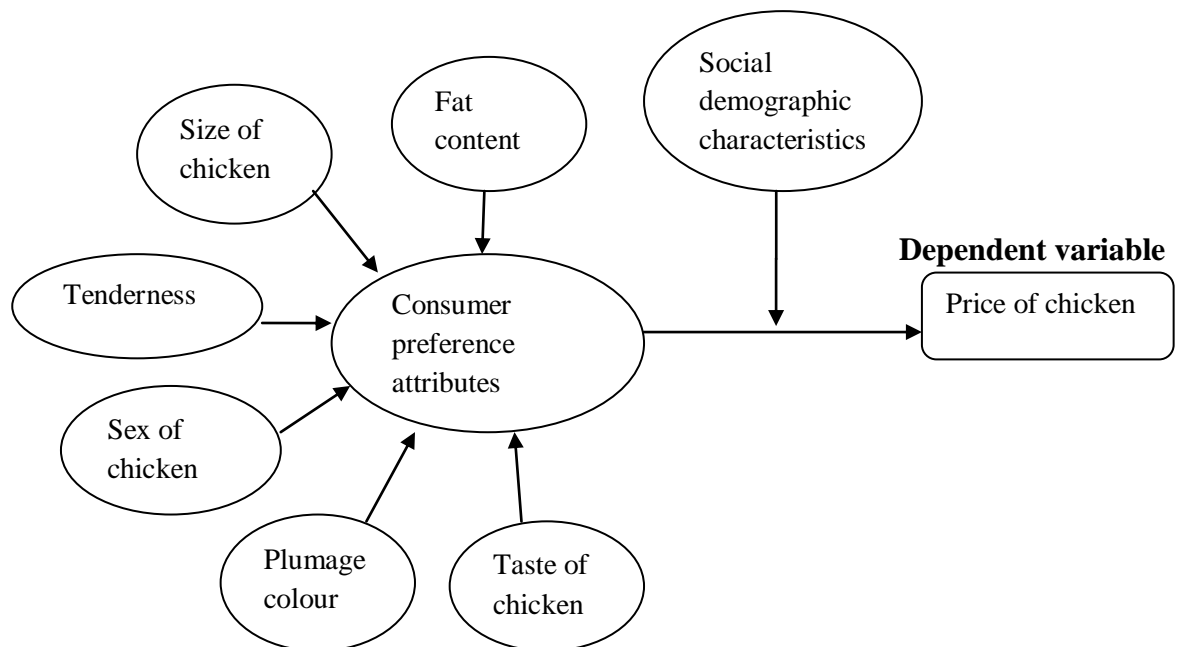 Social
demographic
characteristics
Fat
content
Size of
chicken
Dependent variable
Price of chicken
Tenderness
Consumer
preference
attributes
Sex of
chicken
Plumage
colour
Taste of
chicken